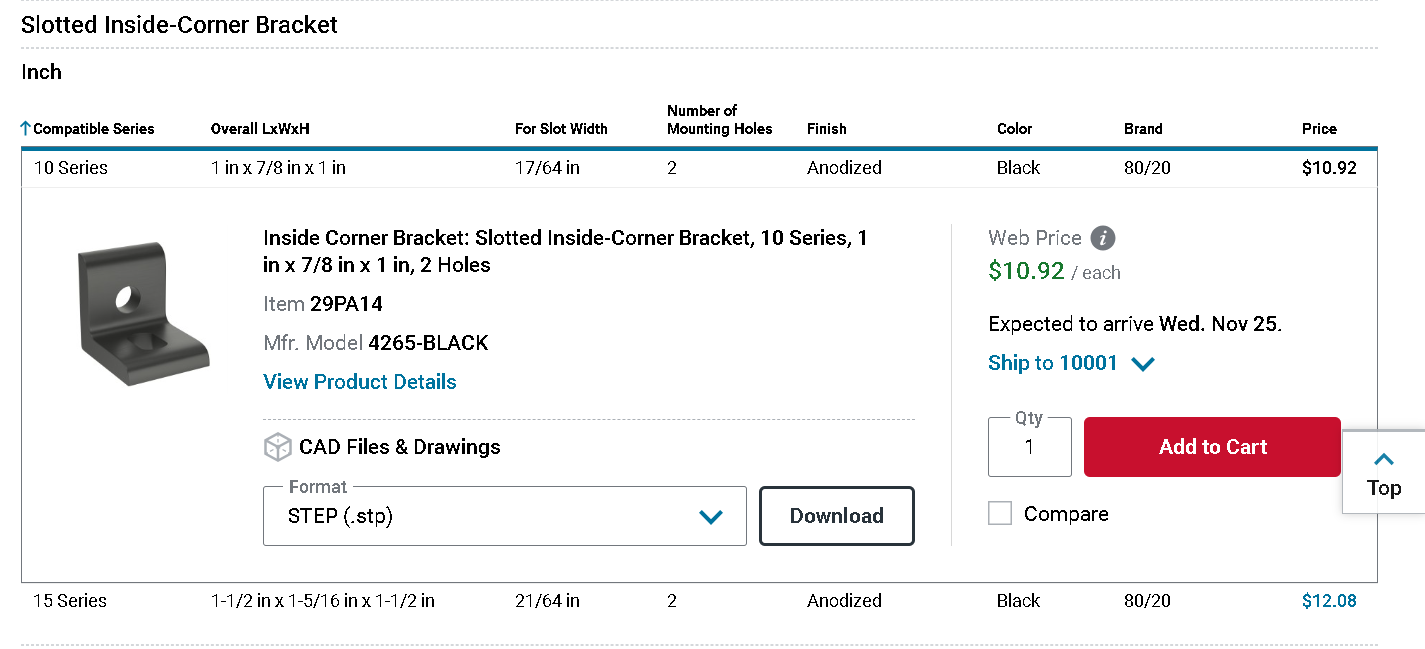 Slotted Inside-Corner Bracket
Inch
Number of
↑ Compatible Series Overall LxWxH For Slot Width Mounting Holes Finish Color Brand Price
10 Series 1 in x 7/8 in x 1 in 17/64 in 2 Anodized Black 80/20 $10.92
Inside Corner Bracket: Slotted Inside-Corner Bracket, 10 Series, 1
in x 7/8 in x 1 in, 2 Holes
Item 29PA14
Mfr. Model 4265-BLACK
View Product Details
CAD Files & Drawings
Format
STEP (.stp)
Download
Web Price i
$10.92 / each
Expected to arrive Wed. Nov 25.
Ship to 10001
Qty
1
Add to Cart
Compare
Top
15 Series 1-1/2 in x 1-5/16 in x 1-1/2 in 21/64 in 2 Anodized Black 80/20 $12.08